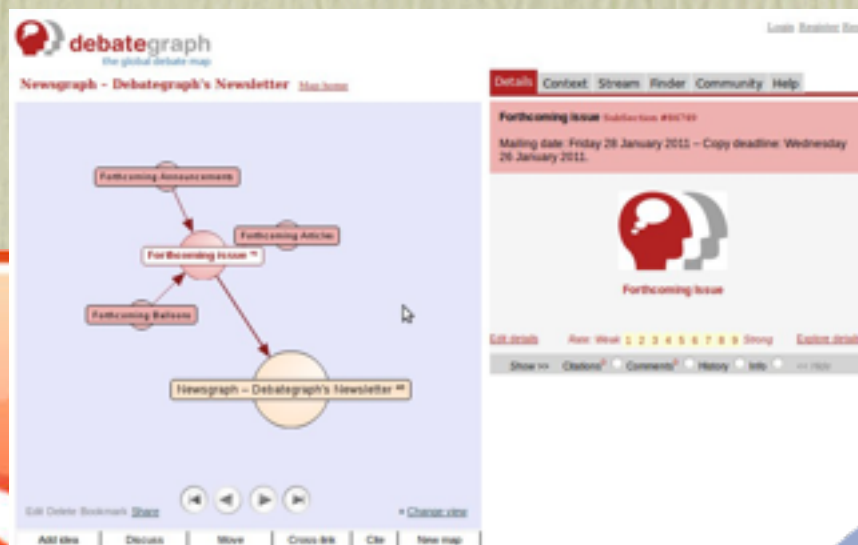 debategraph
the global debate map
Login Register
Newsgraph – Debategraph's Newsletter Map home
Details Context Stream Finder Community Help
Forthcoming Issue Subsection #86749
Mailing date: Friday 28 January 2011 – Copy deadline: Wednesday
26 January 2011.
Forthcoming Announcements
Forthcoming Articles
Forthcoming Issue
Forthcoming Balloons
Newsgraph – Debategraph's Newsletter
Forthcoming Issue
Edit details Rate: Weak 1 2 3 4 5 6 7 8 9 Strong Explore details
Show >> Citations Comments History Info << Hide
Edit Delete Bookmark Share
Change view
Add idea Discuss Move Cross-link Cite New map